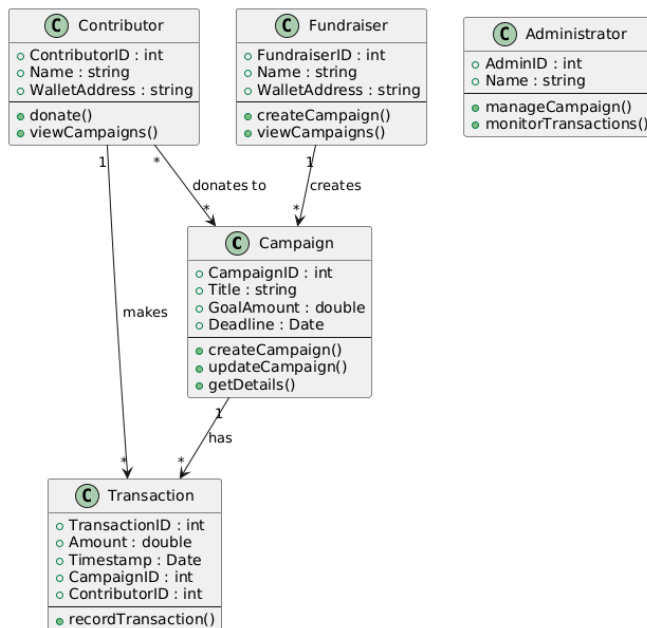 C Contributor
ContributorID : int
Name : string
WalletAddress : string
donate()
viewCampaigns()
C Fundraiser
FundraiserID : int
Name : string
WalletAddress : string
createCampaign()
viewCampaigns()
C Administrator
AdminID : int
Name : string
manageCampaign()
monitorTransactions()
1
*
donates to
*
1
creates
*
makes
*
C Campaign
CampaignID : int
Title : string
GoalAmount : double
Deadline : Date
createCampaign()
updateCampaign()
getDetails()
1
has
*
C Transaction
TransactionID : int
Amount : double
Timestamp : Date
CampaignID : int
ContributorID : int
recordTransaction()